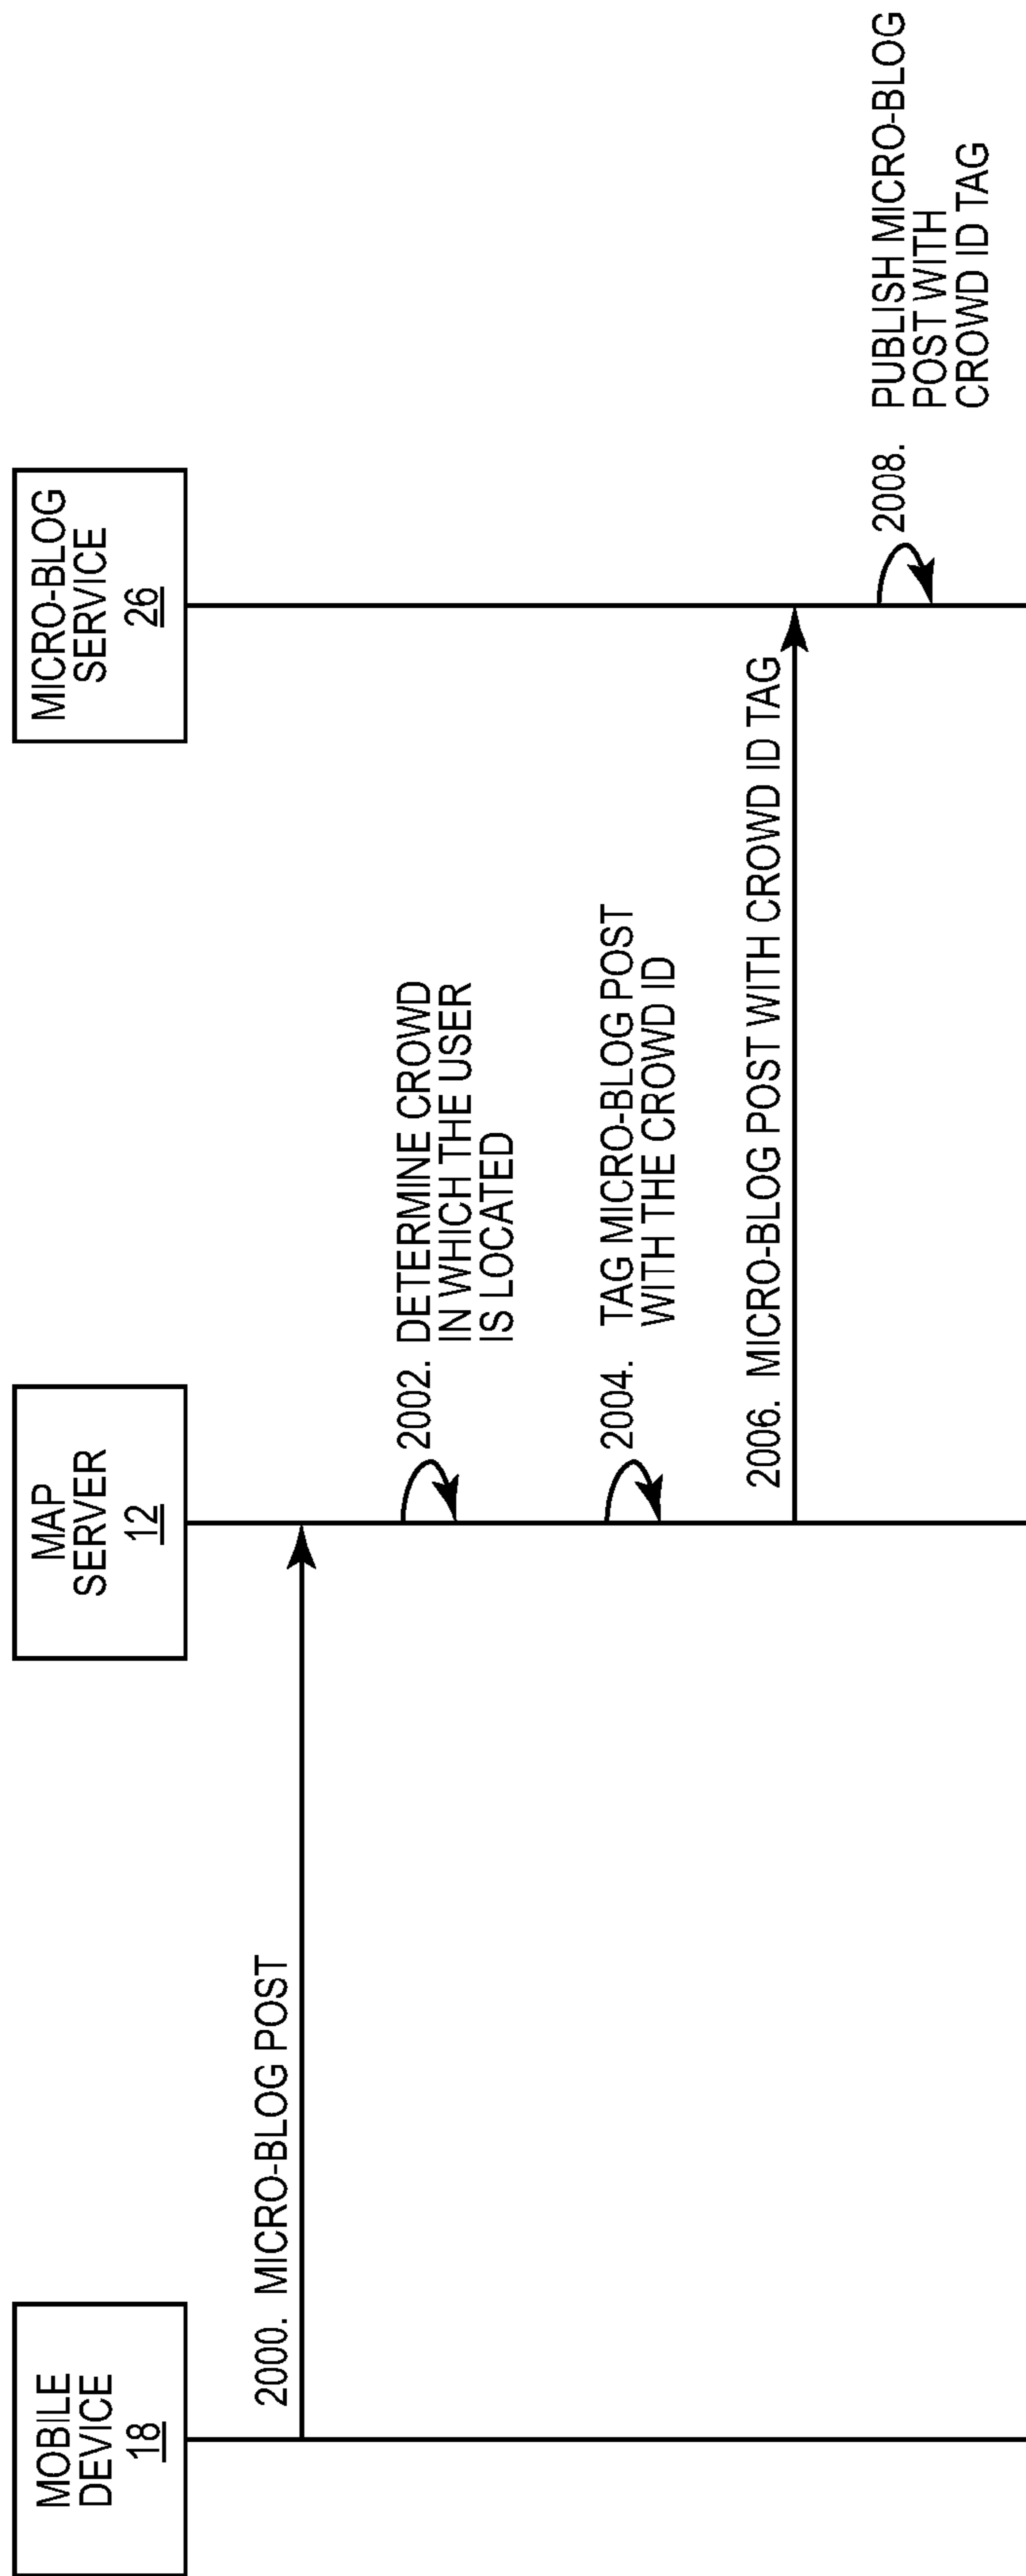 MOBILE
DEVICE
18
MAP
SERVER
12
MICRO-BLOG
SERVICE
26
2000. MICRO-BLOG POST
2002. DETERMINE CROWD
IN WHICH THE USER
IS LOCATED
2004. TAG MICRO-BLOG POST
WITH THE CROWD ID
2006. MICRO-BLOG POST WITH CROWD ID TAG
2008. PUBLISH MICRO-BLOG
POST WITH
CROWD ID TAG